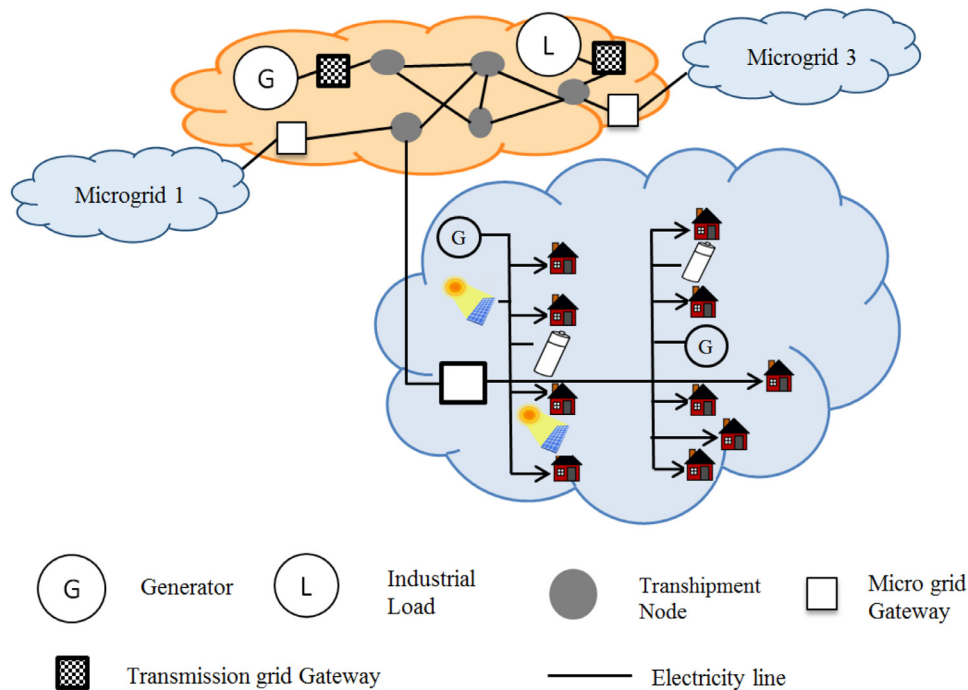 L
Microgrid 3
G
Microgrid 1
G
G
G
Generator
L
Industrial
Load
Transhipment
Node
Micro grid
Gateway
Transmission grid Gateway
Electricity line